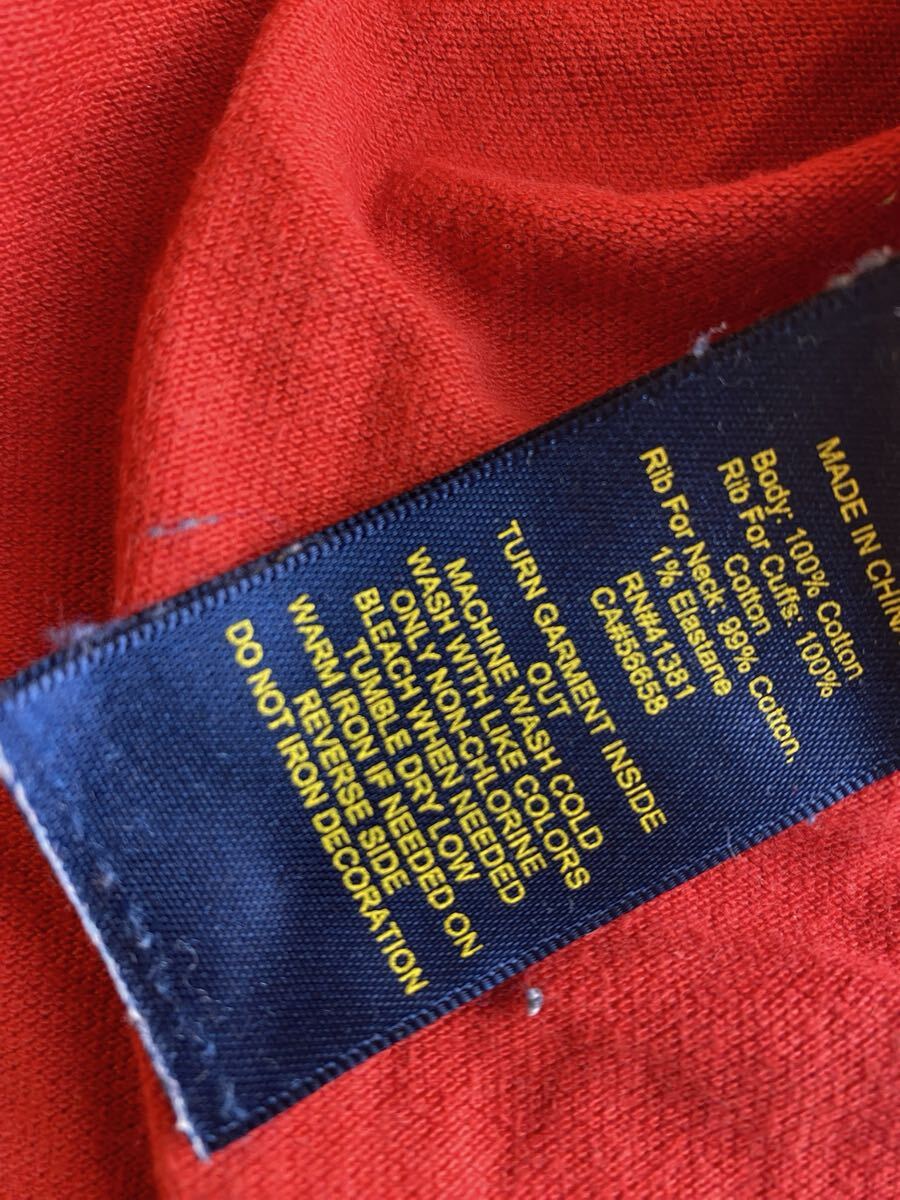 MADE IN CHINA
Body: 100% Cotton
Rib For Cuffs: 100%
Cotton
Rib For Neck: 99% Cotton,
1% Elastane
RN#41381
CA#56658
TURN GARMENT INSIDE
OUT
MACHINE WASH COLD
WASH WITH LIKE COLORS
ONLY NON-CHLORINE
BLEACH WHEN NEEDED
TUMBLE DRY LOW
WARM IRON IF NEEDED ON
REVERSE SIDE
DO NOT IRON DECORATION